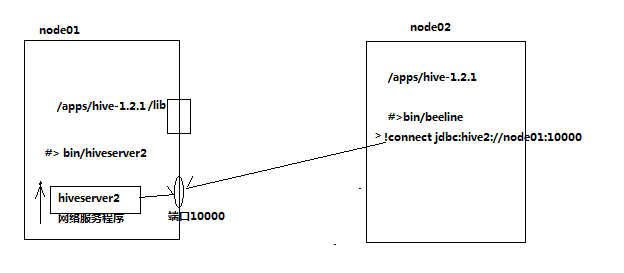 node01
/apps/hive-1.2.1/lib
#> bin/hiveserver2
hiveserver2
网络服务程序
端口10000
node02
/apps/hive-1.2.1
#>bin/beeline
>!connect jdbc:hive2://node01:10000